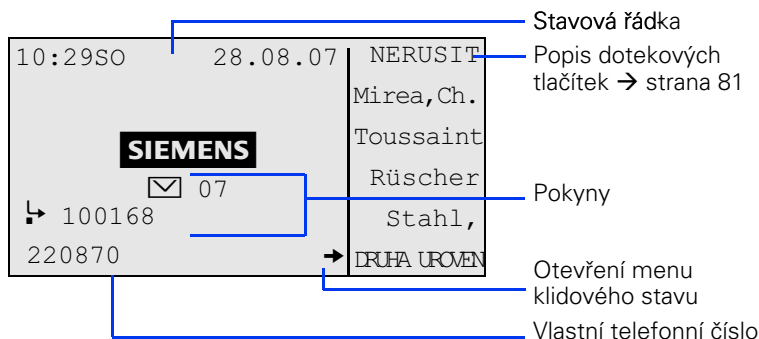 Stavová řádka
10:29SO 28.08.07 NERUSIT
Popis dotekových
tlačítek → strana 81
Mirea,Ch.
Toussaint
SIEMENS
Rüscher
07
Pokyny
100168
Stahl,
220870 → DRUHA UROVEN
Otevření menu
klidového stavu
Vlastní telefonní číslo